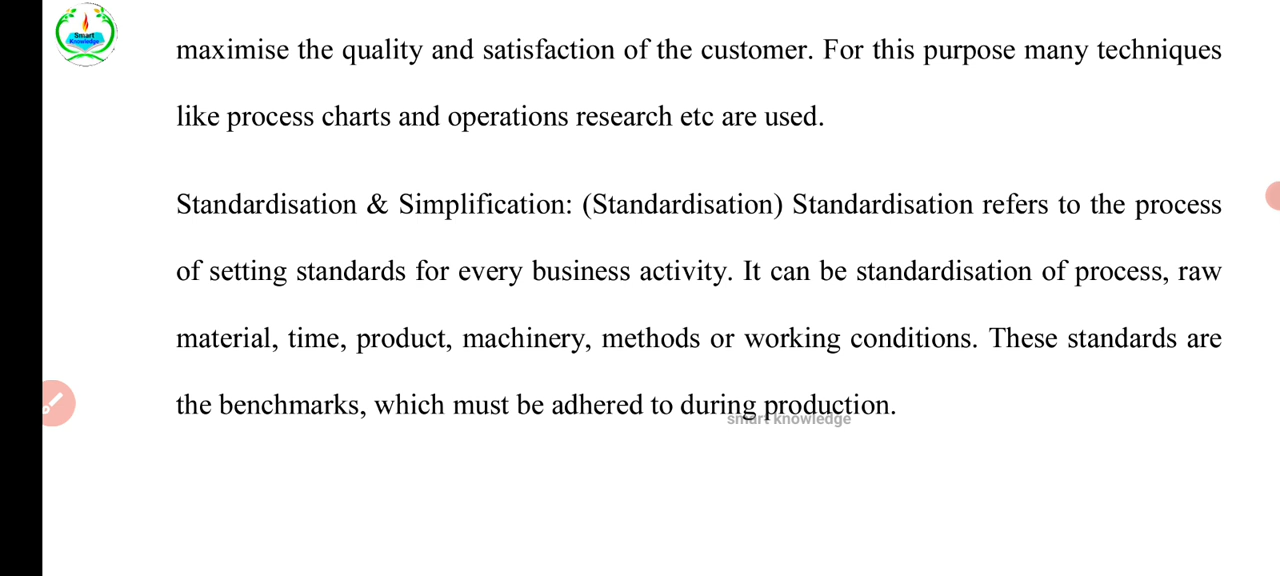 Smart
Knowledge
maximise the quality and satisfaction of the customer. For this purpose many techniques
like process charts and operations research etc are used.
Standardisation & Simplification: (Standardisation) Standardisation refers to the process
of setting standards for every business activity. It can be standardisation of process, raw
material, time, product, machinery, methods or working conditions. These standards are
the benchmarks, which must be adhered to during production.
smart knowledge